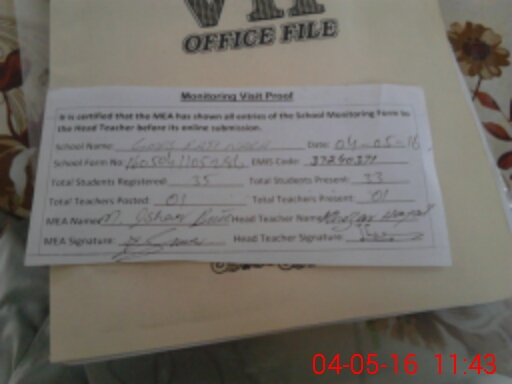 VII
OFFICE FILE
Monitoring Visit Proof
It is certified that the MEA has shown all entries of the School Monitoring Form to
the Head Teacher before its online submission.
School Name: Date: 04-05-16
School Form No: EMIS Code: 37240371
Total Students Registered: 35 Total Students Present: 33
Total Teachers Posted: 01 Total Teachers Present: 01
MEA Name: M. Head Teacher Name:
MEA Signature: Head Teacher Signature:
04-05-16 11:43